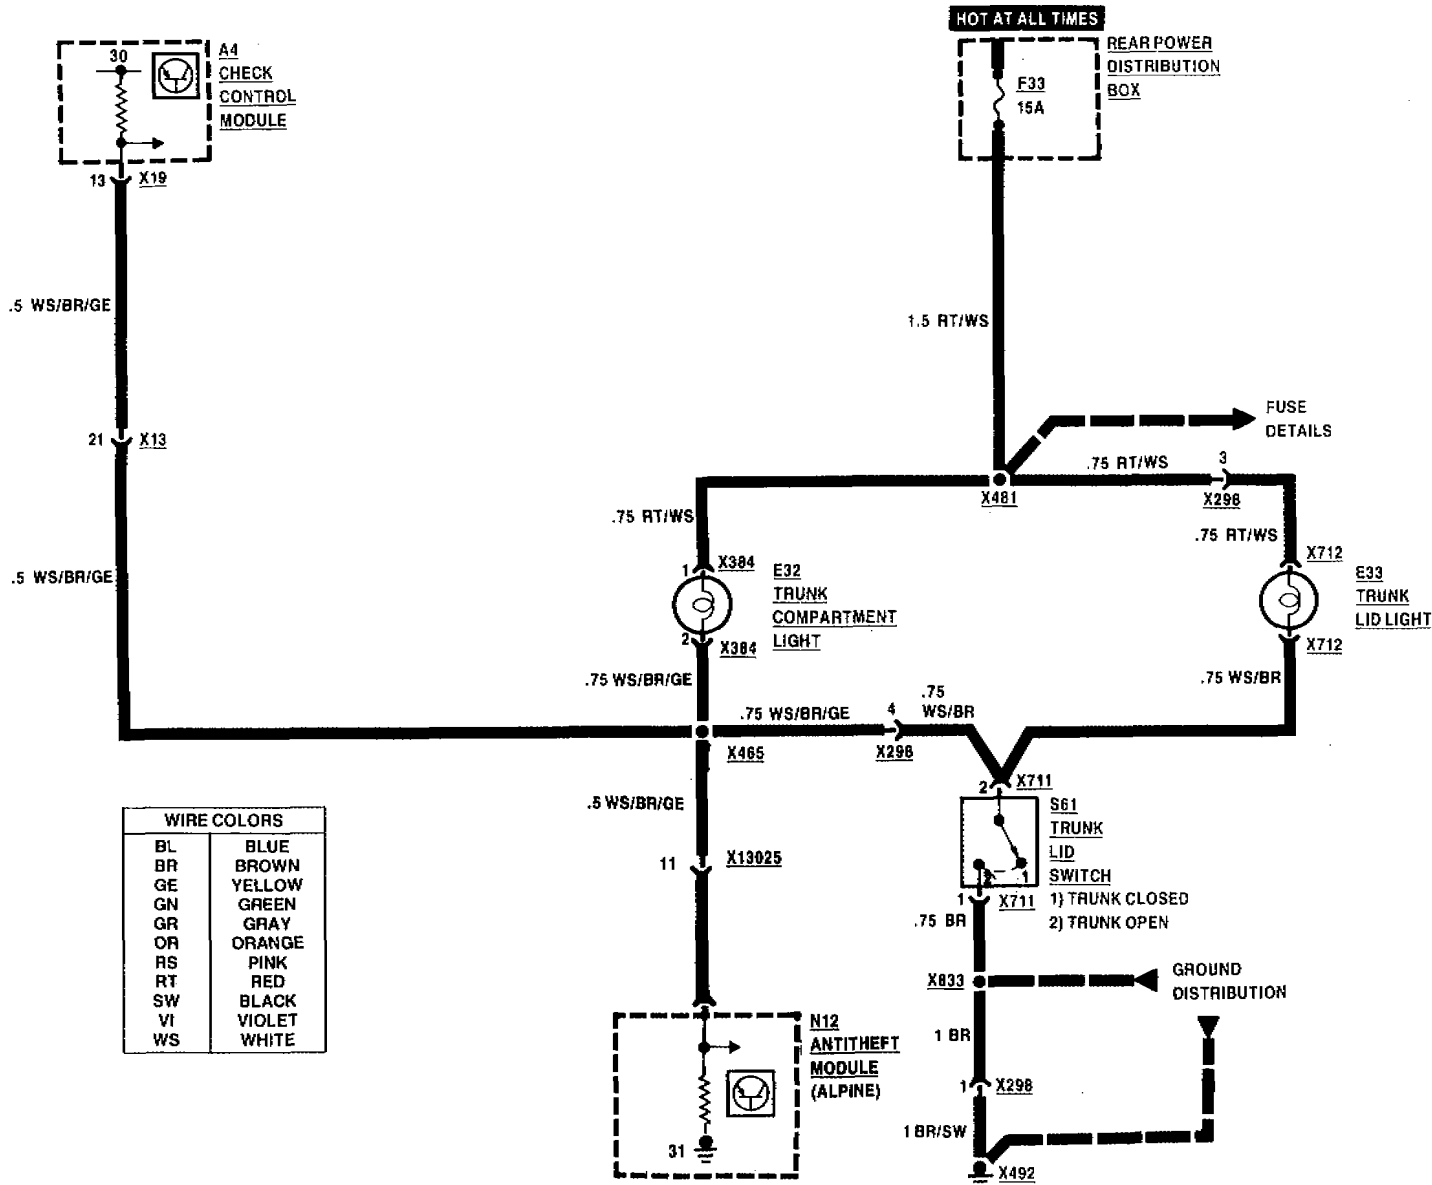 HOT AT ALL TIMES
30
A4
CHECK
CONTROL
MODULE
F33
15A
REAR POWER
DISTRIBUTION
BOX
13
X19
.5 WS/BR/GE
1.5 RT/WS
FUSE
DETAILS
21
X13
.75 RT/WS
3
X481
X298
.75 RT/WS
.75 RT/WS
.5 WS/BR/GE
1
X384
E32
TRUNK
COMPARTMENT
LIGHT
2
X384
X712
E33
TRUNK
LID LIGHT
X712
.75 WS/BR/GE
.75 WS/BR
.75 WS/BR/GE
4
.75
WS/BR
X465
X298
2
X711
.5 WS/BR/GE
S61
TRUNK
LID
SWITCH
1) TRUNK CLOSED
2) TRUNK OPEN
2
1
1
X711
.75 BR
11
X13025
WIRE COLORS
BL BLUE
BR BROWN
GE YELLOW
GN GREEN
GR GRAY
OR ORANGE
RS PINK
RT RED
SW BLACK
VI VIOLET
WS WHITE
X833
GROUND
DISTRIBUTION
1 BR
N12
ANTITHEFT
MODULE
(ALPINE)
1
X298
31
1 BR/SW
X492